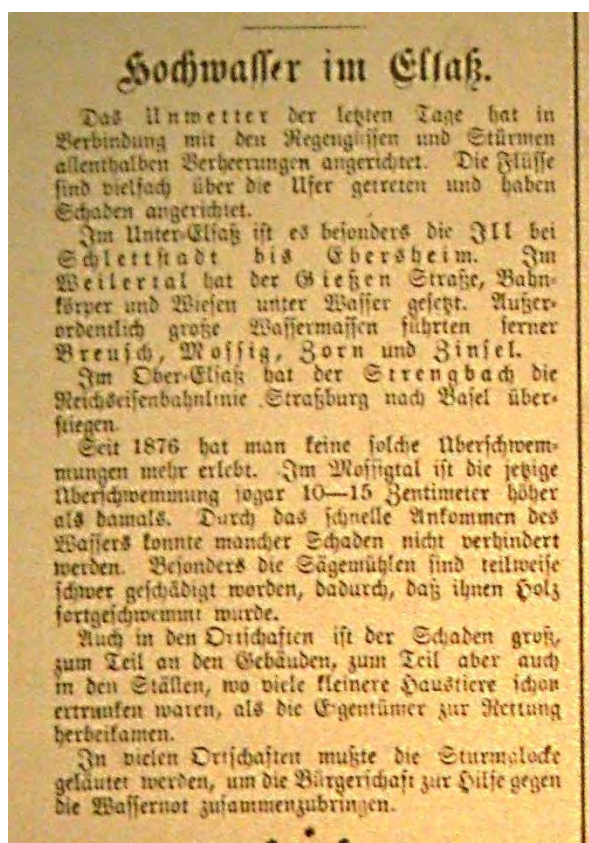 Hochwasser im Elsaß.
Das Unwetter der letzten Tage hat in
Verbindung mit den Regengüssen und Stürmen
allenthalben Verheerungen angerichtet. Die Flüsse
sind vielfach über die Ufer getreten und haben
Schaden angerichtet.
Im Unter-Elsaß ist es besonders die Ill bei
Schlettstadt bis Ebersheim. Im
Weilertal hat der Gießen Straße, Bahn-
körper und Wiesen unter Wasser gesetzt. Außer-
ordentlich große Wassermassen führten ferner
Breusch, Mossig, Zorn und Zinsel.
Im Ober-Elsaß hat der Strengbach die
Reichseisenbahnlinie Straßburg nach Basel über-
stiegen.
Seit 1876 hat man keine solche Überschwem-
mungen mehr erlebt. Im Mossigtal ist die jetzige
Überschwemmung sogar 10—15 Zentimeter höher
als damals. Durch das schnelle Ankommen des
Wassers konnte mancher Schaden nicht verhindert
werden. Besonders die Sägemühlen sind teilweise
schwer geschädigt worden, dadurch, daß ihnen Holz
fortgeschwemmt wurde.
Auch in den Ortschaften ist der Schaden groß,
zum Teil an den Gebäuden, zum Teil aber auch
in den Ställen, wo viele kleinere Haustiere schon
ertrunken waren, als die Eigentümer zur Rettung
herbeikamen.
In vielen Ortschaften mußte die Sturmglocke
geläutet werden, um die Bürgerschaft zur Hilfe gegen
die Wassernot zusammenzubringen.